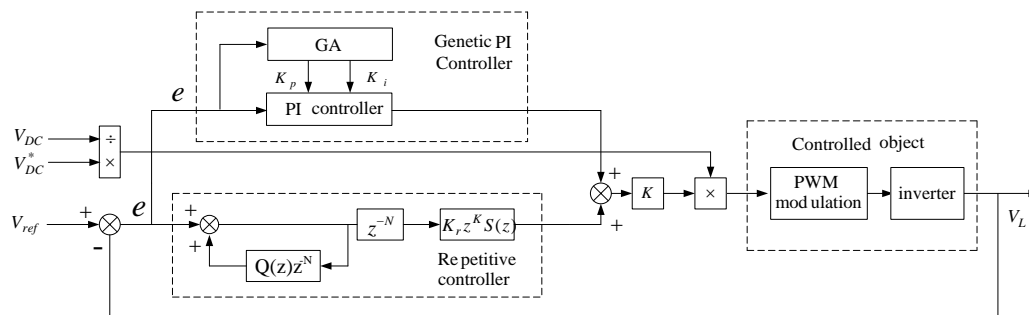 GA
Genetic PI
Controller
K_p
K_i
e
PI controller
V_DC
÷
V*_DC
×
Controlled object
+
K
×
PWM
modulation
inverter
V_ref
+
e
+
z^{-N}
K_r z^K S(z)
+
V_L
-
+
Q(z)z^{-N}
Repetitive
controller